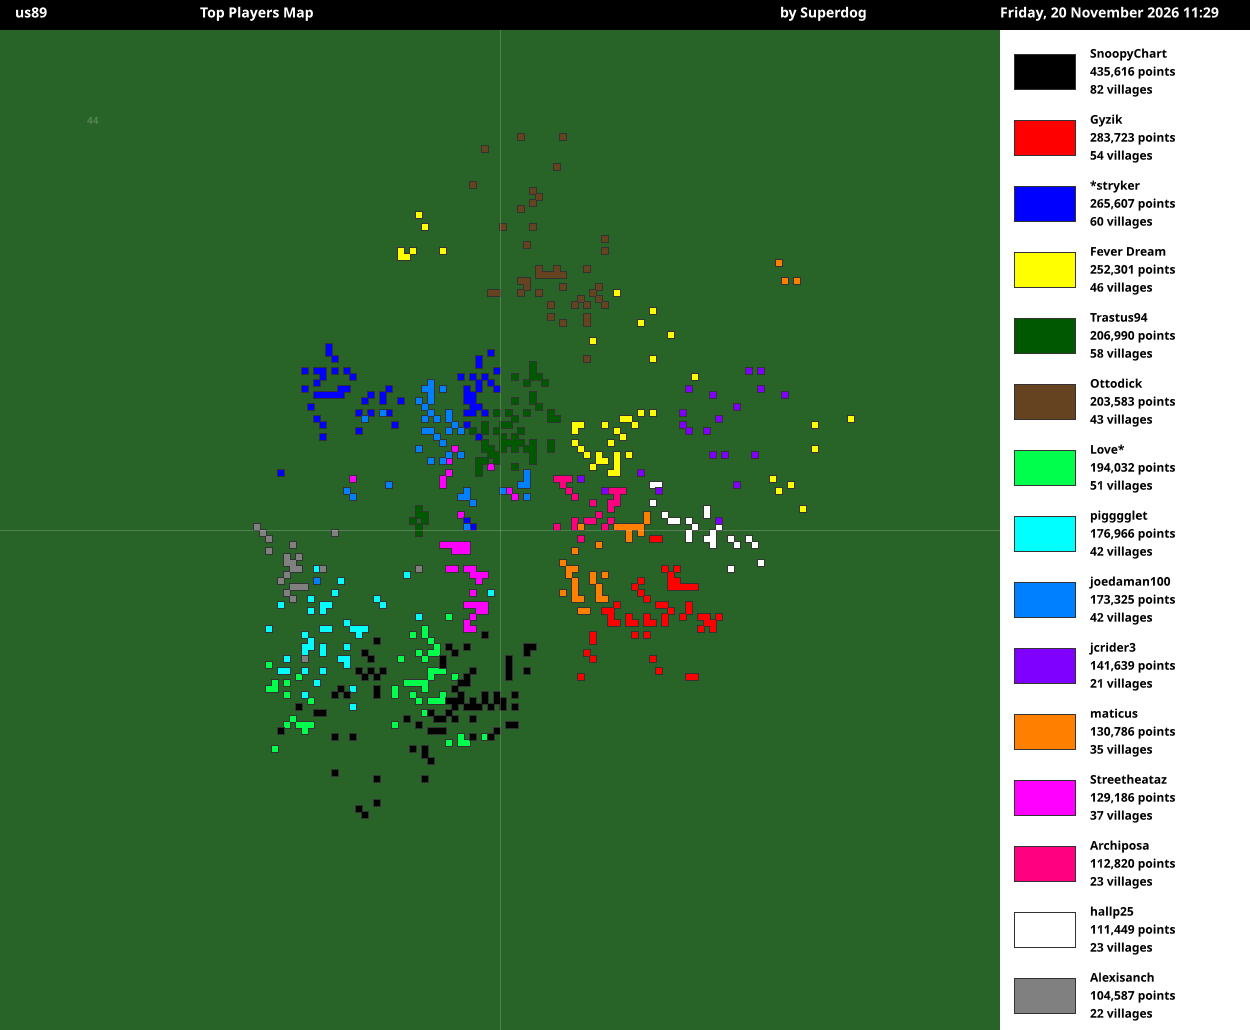 us89 Top Players Map by Superdog Friday, 20 November 2026 11:29
44
SnoopyChart
435,616 points
82 villages
Gyzik
283,723 points
54 villages
*stryker
265,607 points
60 villages
Fever Dream
252,301 points
46 villages
Trastus94
206,990 points
58 villages
Ottodick
203,583 points
43 villages
Love*
194,032 points
51 villages
pigggglet
176,966 points
42 villages
joedaman100
173,325 points
42 villages
jcrider3
141,639 points
21 villages
maticus
130,786 points
35 villages
Streetheataz
129,186 points
37 villages
Archiposa
112,820 points
23 villages
hallp25
111,449 points
23 villages
Alexisanch
104,587 points
22 villages